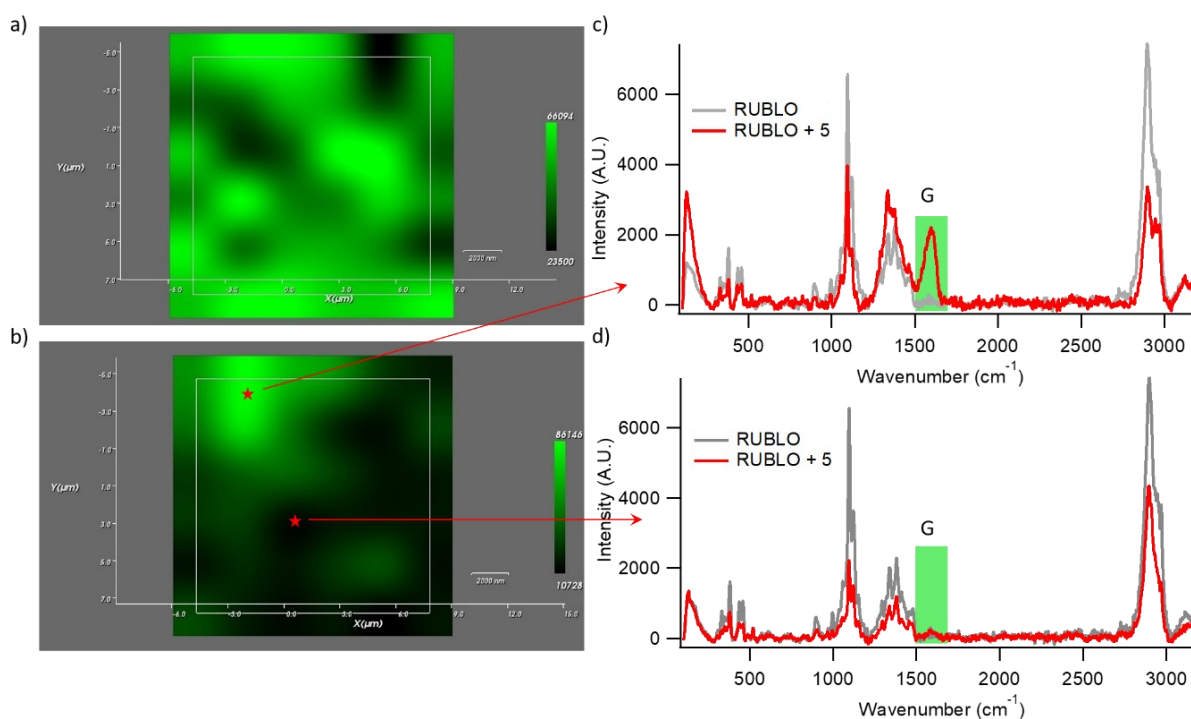 a)
-5.0
-3.0
-1.0
Y(µm)
1.0
3.0
5.0
7.0
-6.0
-3.0
0.0
3.0
6.0
9.0
12.0
X(µm)
2000 nm
66094
23500
b)
-5.0
-3.0
-1.0
Y(µm)
1.0
3.0
5.0
7.0
-6.0
-3.0
0.0
3.0
6.0
9.0
12.0
15.0
X(µm)
2000 nm
86146
10728
c)
RUBLO
RUBLO + 5
G
Intensity (A.U.)
6000
4000
2000
0
500
1000
1500
2000
2500
3000
Wavenumber (cm⁻¹)
d)
RUBLO
RUBLO + 5
G
Intensity (A.U.)
6000
4000
2000
0
500
1000
1500
2000
2500
3000
Wavenumber (cm⁻¹)